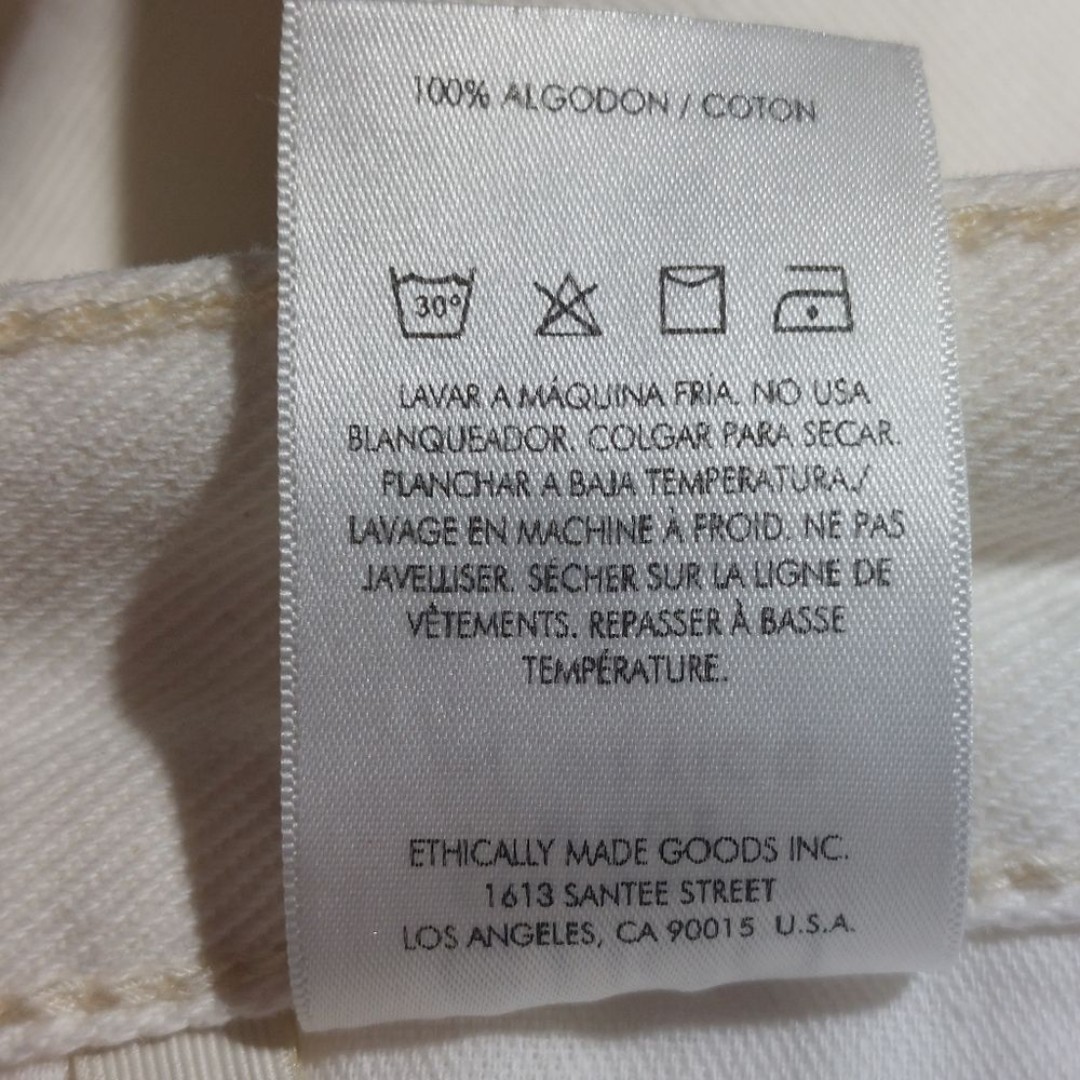 100% ALGODON / COTON
30°
LAVAR A MÁQUINA FRÍA. NO USA
BLANQUEADOR. COLGAR PARA SECAR.
PLANCHAR A BAJA TEMPERATURA./
LAVAGE EN MACHINE À FROID. NE PAS
JAVELLISER. SÉCHER SUR LA LIGNE DE
VÊTEMENTS. REPASSER À BASSE
TEMPÉRATURE.
ETHICALLY MADE GOODS INC.
1613 SANTEE STREET
LOS ANGELES, CA 90015 U.S.A.